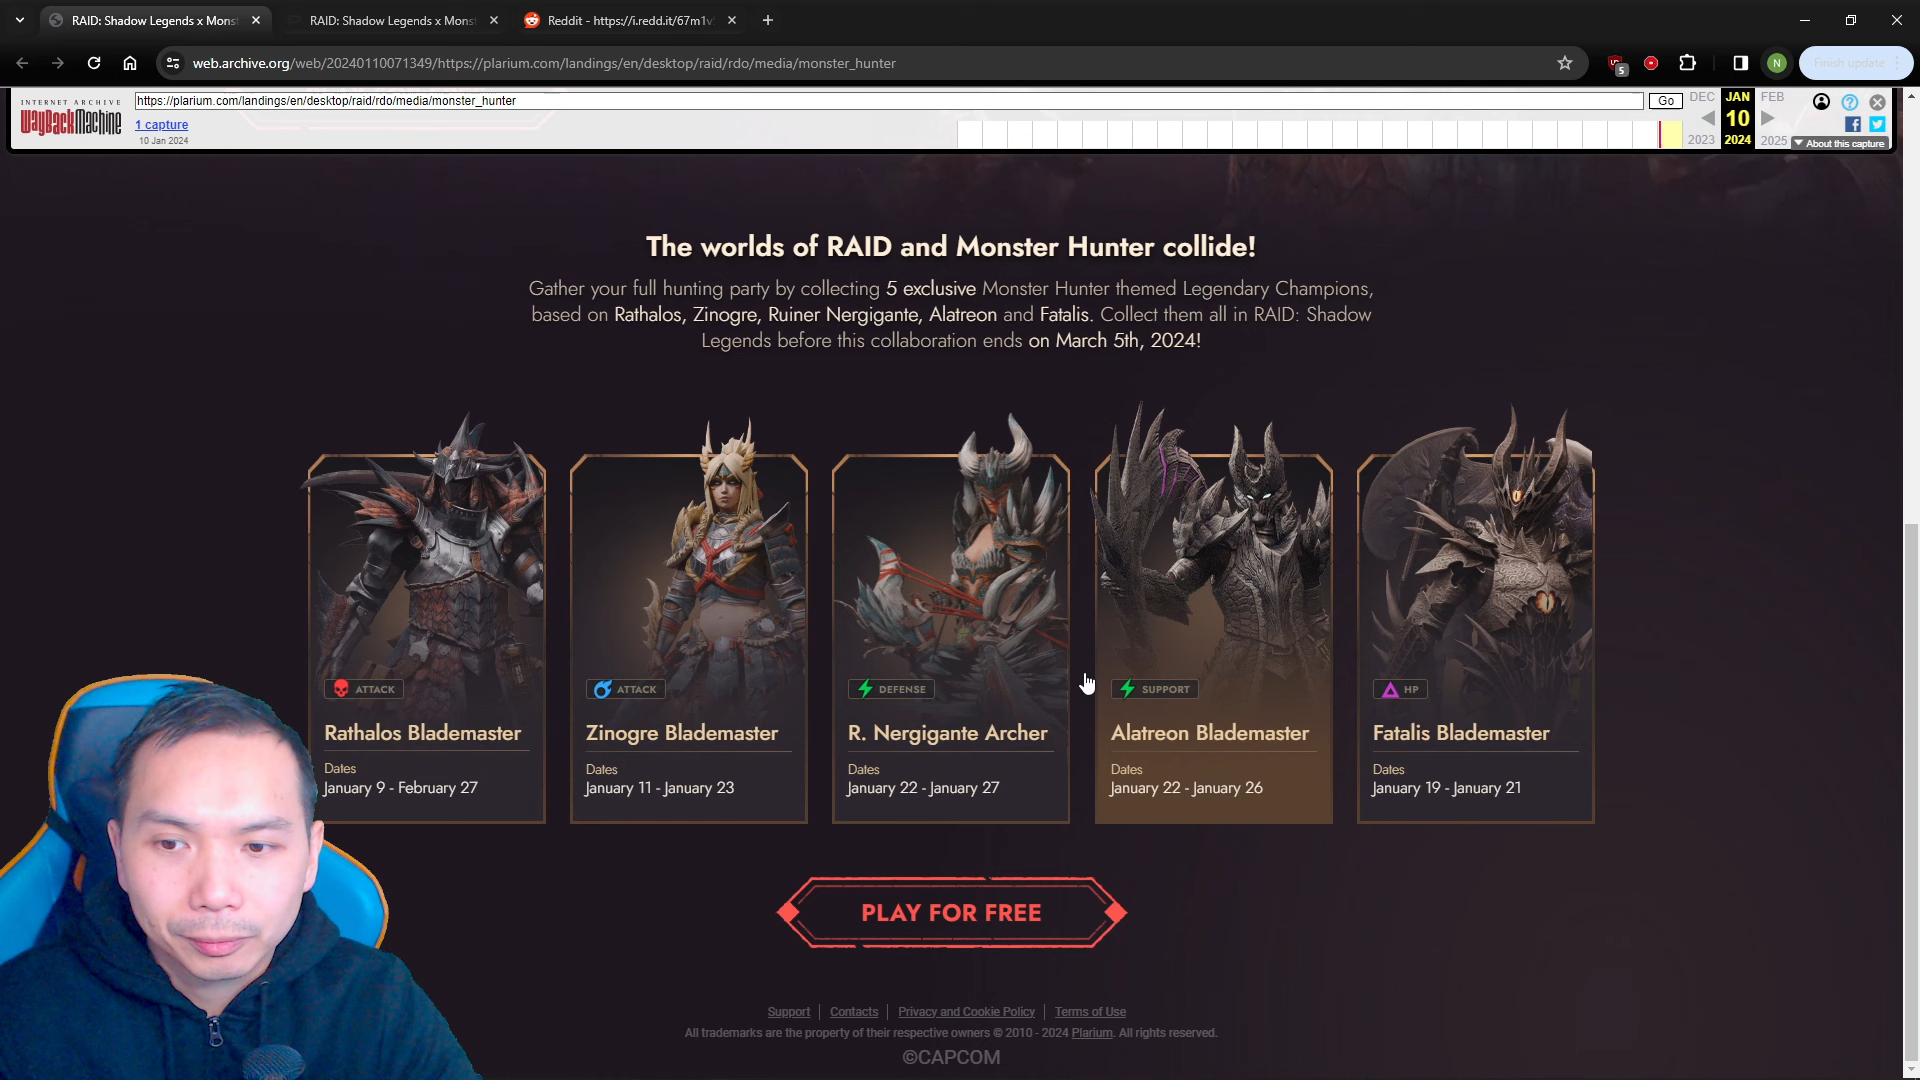 RAID: Shadow Legends x Mons
RAID: Shadow Legends x Mons
Reddit - https://i.redd.it/67m1v
web.archive.org/web/20240110071349/https://plarium.com/landings/en/desktop/raid/rdo/media/monster_hunter
5
N
Finish update
INTERNET ARCHIVE
WayBackMachine
https://plarium.com/landings/en/desktop/raid/rdo/media/monster_hunter
Go
DEC
JAN
FEB
1 capture
10 Jan 2024
10
2023
2024
2025
About this capture
The worlds of RAID and Monster Hunter collide!
Gather your full hunting party by collecting 5 exclusive Monster Hunter themed Legendary Champions,
based on Rathalos, Zinogre, Ruiner Nergigante, Alatreon and Fatalis. Collect them all in RAID: Shadow
Legends before this collaboration ends on March 5th, 2024!
ATTACK
Rathalos Blademaster
Dates
January 9 - February 27
ATTACK
Zinogre Blademaster
Dates
January 11 - January 23
DEFENSE
R. Nergigante Archer
Dates
January 22 - January 27
SUPPORT
Alatreon Blademaster
Dates
January 22 - January 26
HP
Fatalis Blademaster
Dates
January 19 - January 21
PLAY FOR FREE
Support
Contacts
Privacy and Cookie Policy
Terms of Use
All trademarks are the property of their respective owners © 2010 - 2024 Plarium. All rights reserved.
©CAPCOM